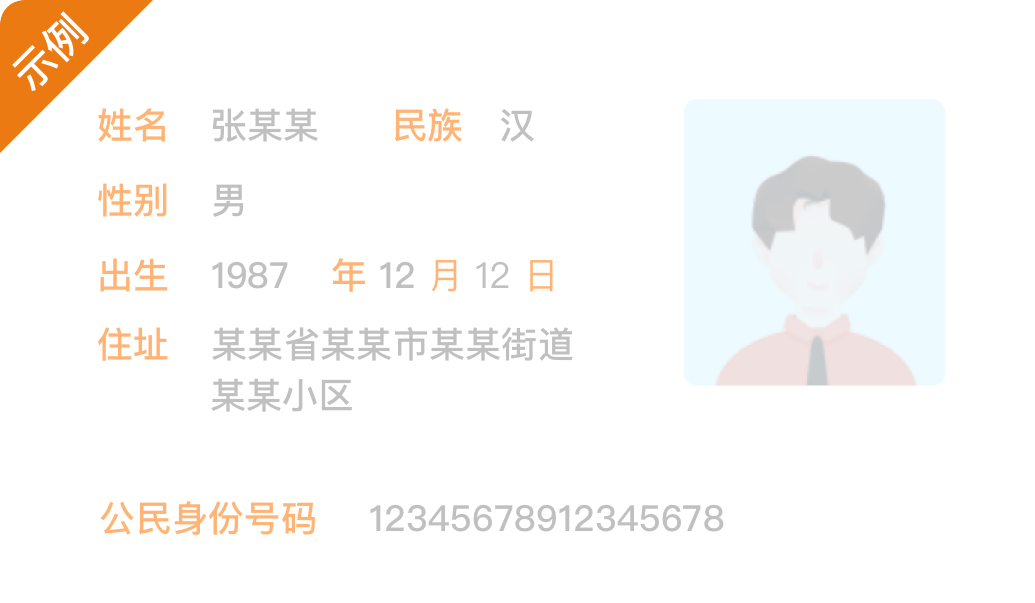 示例
姓名 张某某 民族 汉
性别 男
出生 1987 年 12 月 12 日
住址 某某省某某市某某街道
某某小区
公民身份号码 12345678912345678